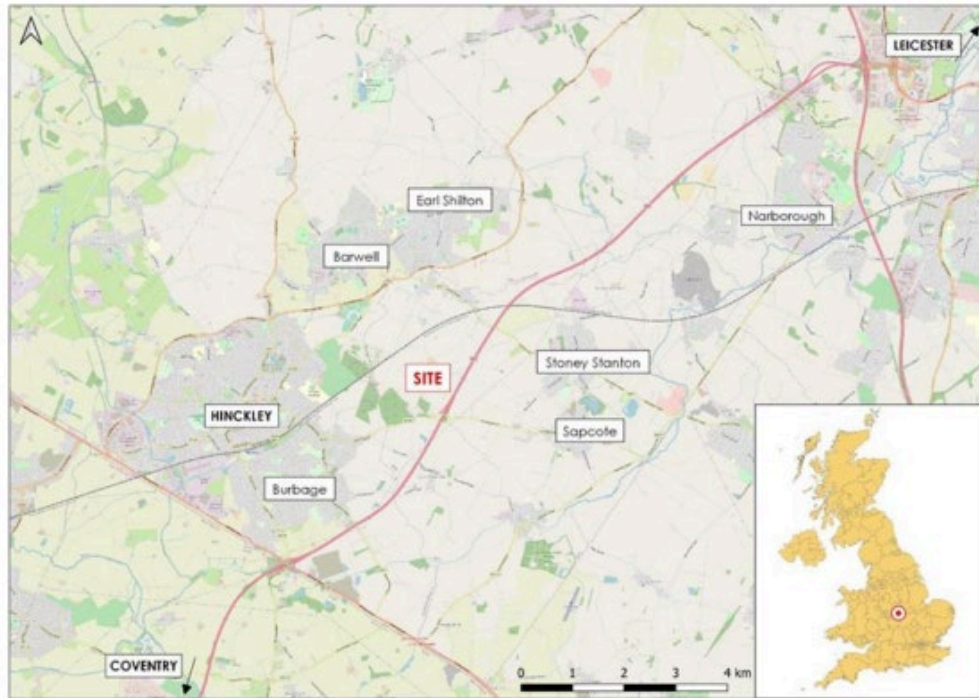 LEICESTER
Earl Shilton
Narborough
Barwell
Stoney Stanton
SITE
HINCKLEY
Sapcote
Burbage
COVENTRY
0 1 2 3 4 km